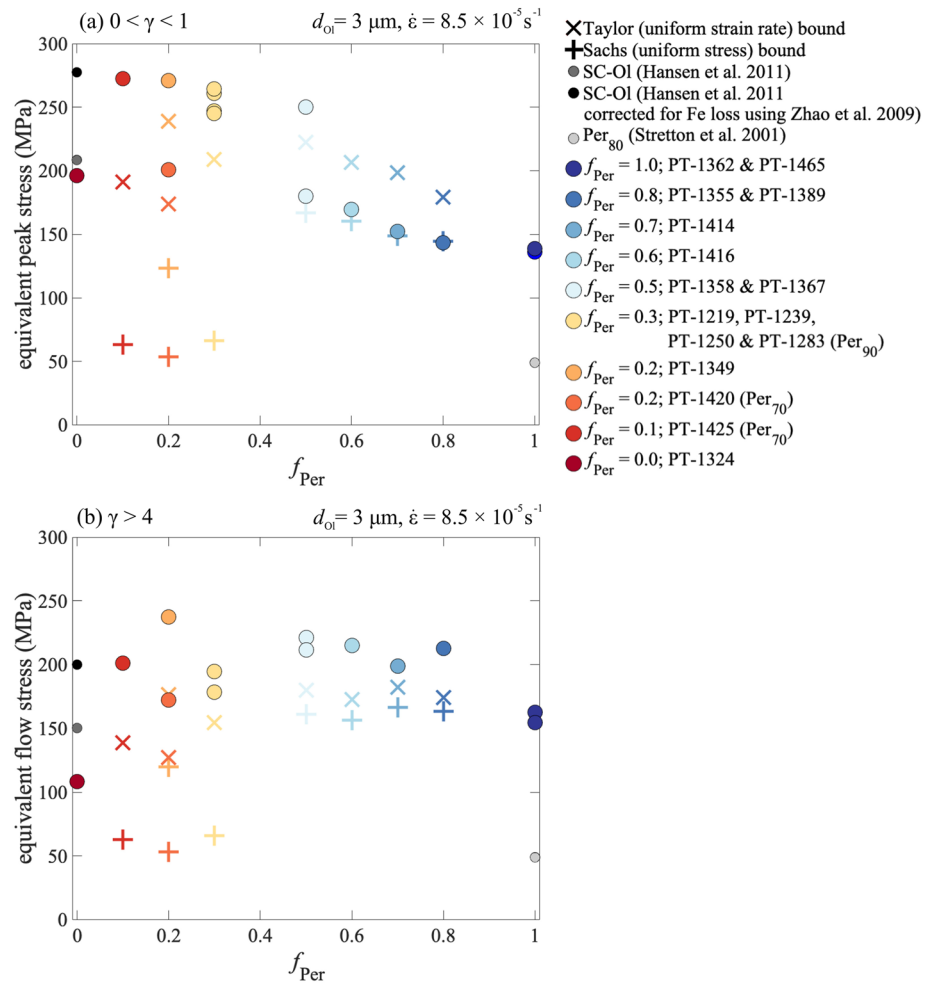 (a) 0 < γ < 1
d_Ol = 3 μm, ε̇ = 8.5 × 10⁻⁵s⁻¹
equivalent peak stress (MPa)
300
250
200
150
100
50
0
0 0.2 0.4 0.6 0.8 1
f_Per
Taylor (uniform strain rate) bound
Sachs (uniform stress) bound
SC-Ol (Hansen et al. 2011)
SC-Ol (Hansen et al. 2011
corrected for Fe loss using Zhao et al. 2009)
Per₈₀ (Stretton et al. 2001)
f_Per = 1.0; PT-1362 & PT-1465
f_Per = 0.8; PT-1355 & PT-1389
f_Per = 0.7; PT-1414
f_Per = 0.6; PT-1416
f_Per = 0.5; PT-1358 & PT-1367
f_Per = 0.3; PT-1219, PT-1239,
PT-1250 & PT-1283 (Per₉₀)
f_Per = 0.2; PT-1349
f_Per = 0.2; PT-1420 (Per₇₀)
f_Per = 0.1; PT-1425 (Per₇₀)
f_Per = 0.0; PT-1324
(b) γ > 4
d_Ol = 3 μm, ε̇ = 8.5 × 10⁻⁵s⁻¹
equivalent flow stress (MPa)
300
250
200
150
100
50
0
0 0.2 0.4 0.6 0.8 1
f_Per